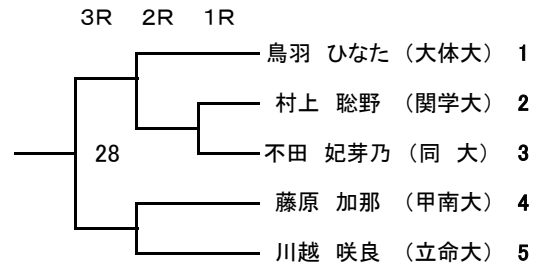 3R 2R 1R
鳥羽 ひなた (大体大) 1
村上 聡野 (関学大) 2
28
不田 妃芽乃 (同 大) 3
藤原 加那 (甲南大) 4
川越 咲良 (立命大) 5